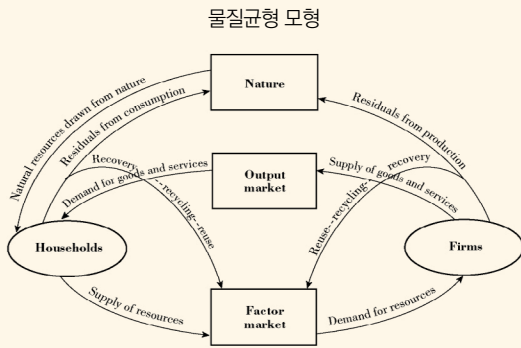 물질균형 모형
Natural resources drawn from nature
Residuals from consumption
Nature
Residuals from production
Recovery--recycling--reuse
Demand for goods and services
Output
market
Supply of goods and services
Reuse--recycling--recovery
Households
Firms
Supply of resources
Factor
market
Demand for resources